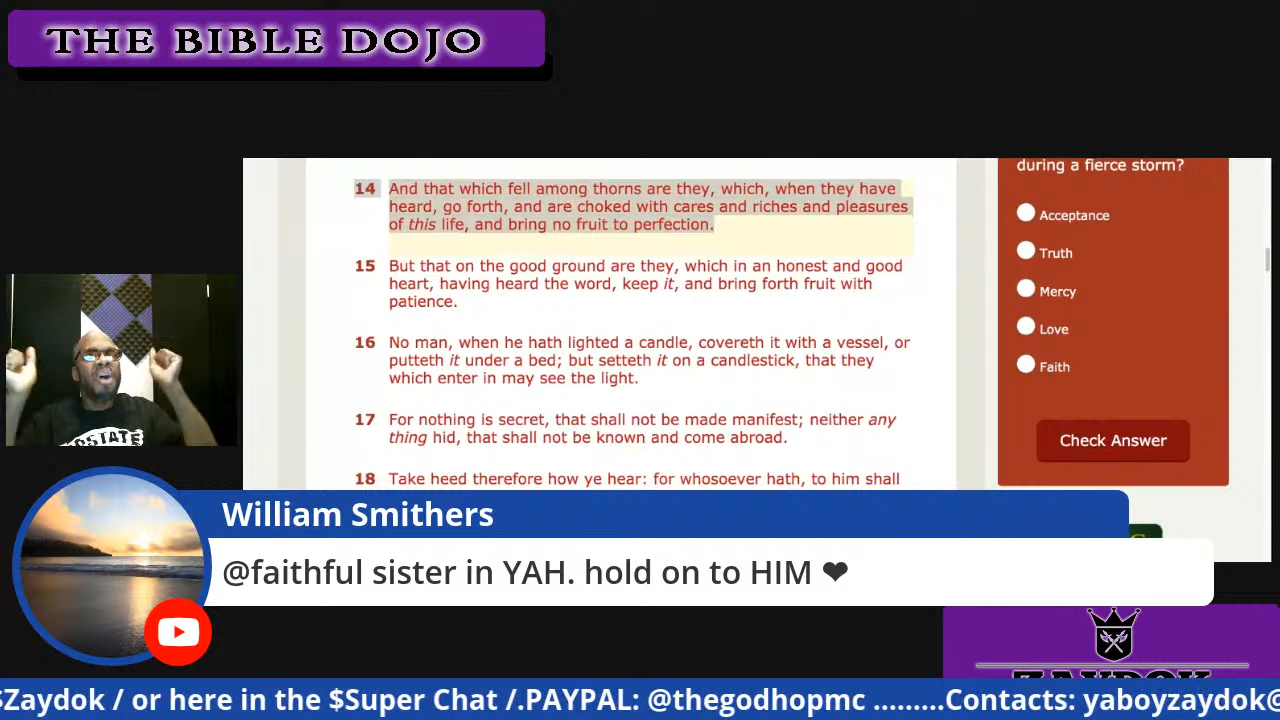 THE BIBLE DOJO
during a fierce storm?
14 And that which fell among thorns are they, which, when they have
heard, go forth, and are choked with cares and riches and pleasures
of this life, and bring no fruit to perfection.
15 But that on the good ground are they, which in an honest and good
heart, having heard the word, keep it, and bring forth fruit with
patience.
16 No man, when he hath lighted a candle, covereth it with a vessel, or
putteth it under a bed; but setteth it on a candlestick, that they
which enter in may see the light.
17 For nothing is secret, that shall not be made manifest; neither any
thing hid, that shall not be known and come abroad.
18 Take heed therefore how ye hear: for whosoever hath, to him shall
Acceptance
Truth
Mercy
Love
Faith
Check Answer
STATE
William Smithers
@faithful sister in YAH. hold on to HIM ❤
ZAYDOK
$Zaydok / or here in the $Super Chat /.PAYPAL: @thegodhopmc .........Contacts: yaboyzaydok@